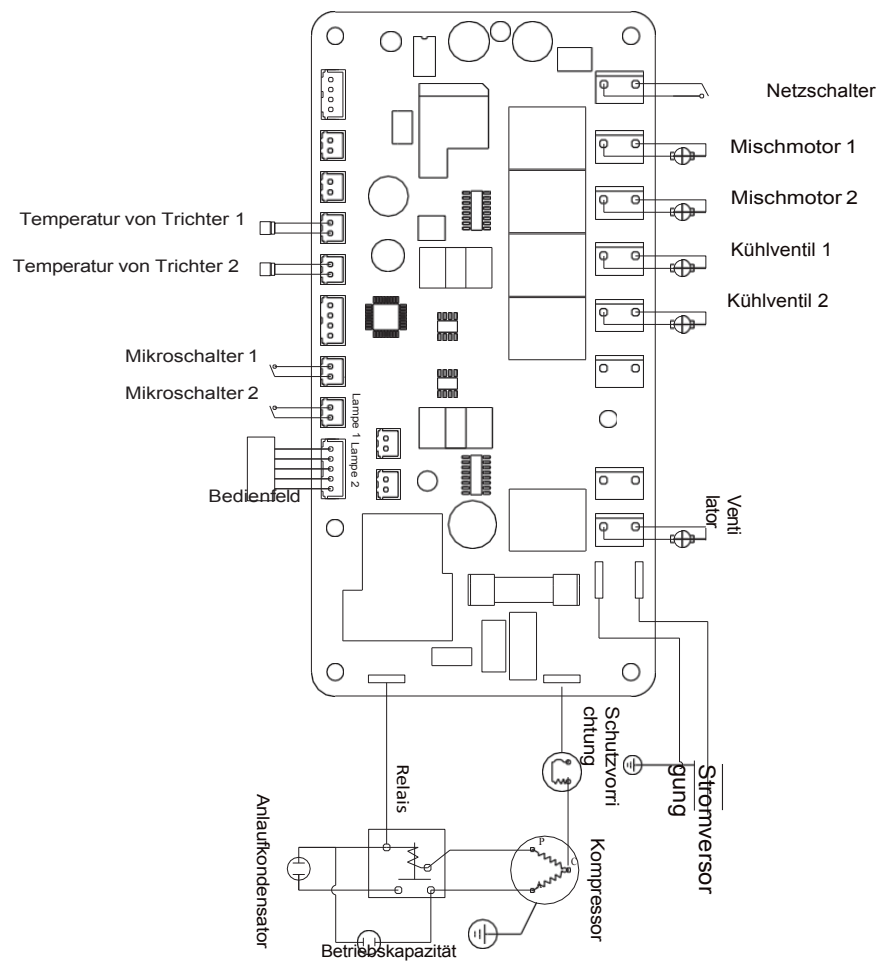 Netzschalter
Mischmotor 1
Mischmotor 2
Kühlventil 1
Kühlventil 2
Temperatur von Trichter 1
Temperatur von Trichter 2
Mikroschalter 1
Mikroschalter 2
Lampe 1
Lampe 2
Bedienfeld
Venti
lator
Schutzvorri
chtung
Stromversor
gung
Relais
Anlaufkondensator
Kompressor
P
C
Betriebskapazität